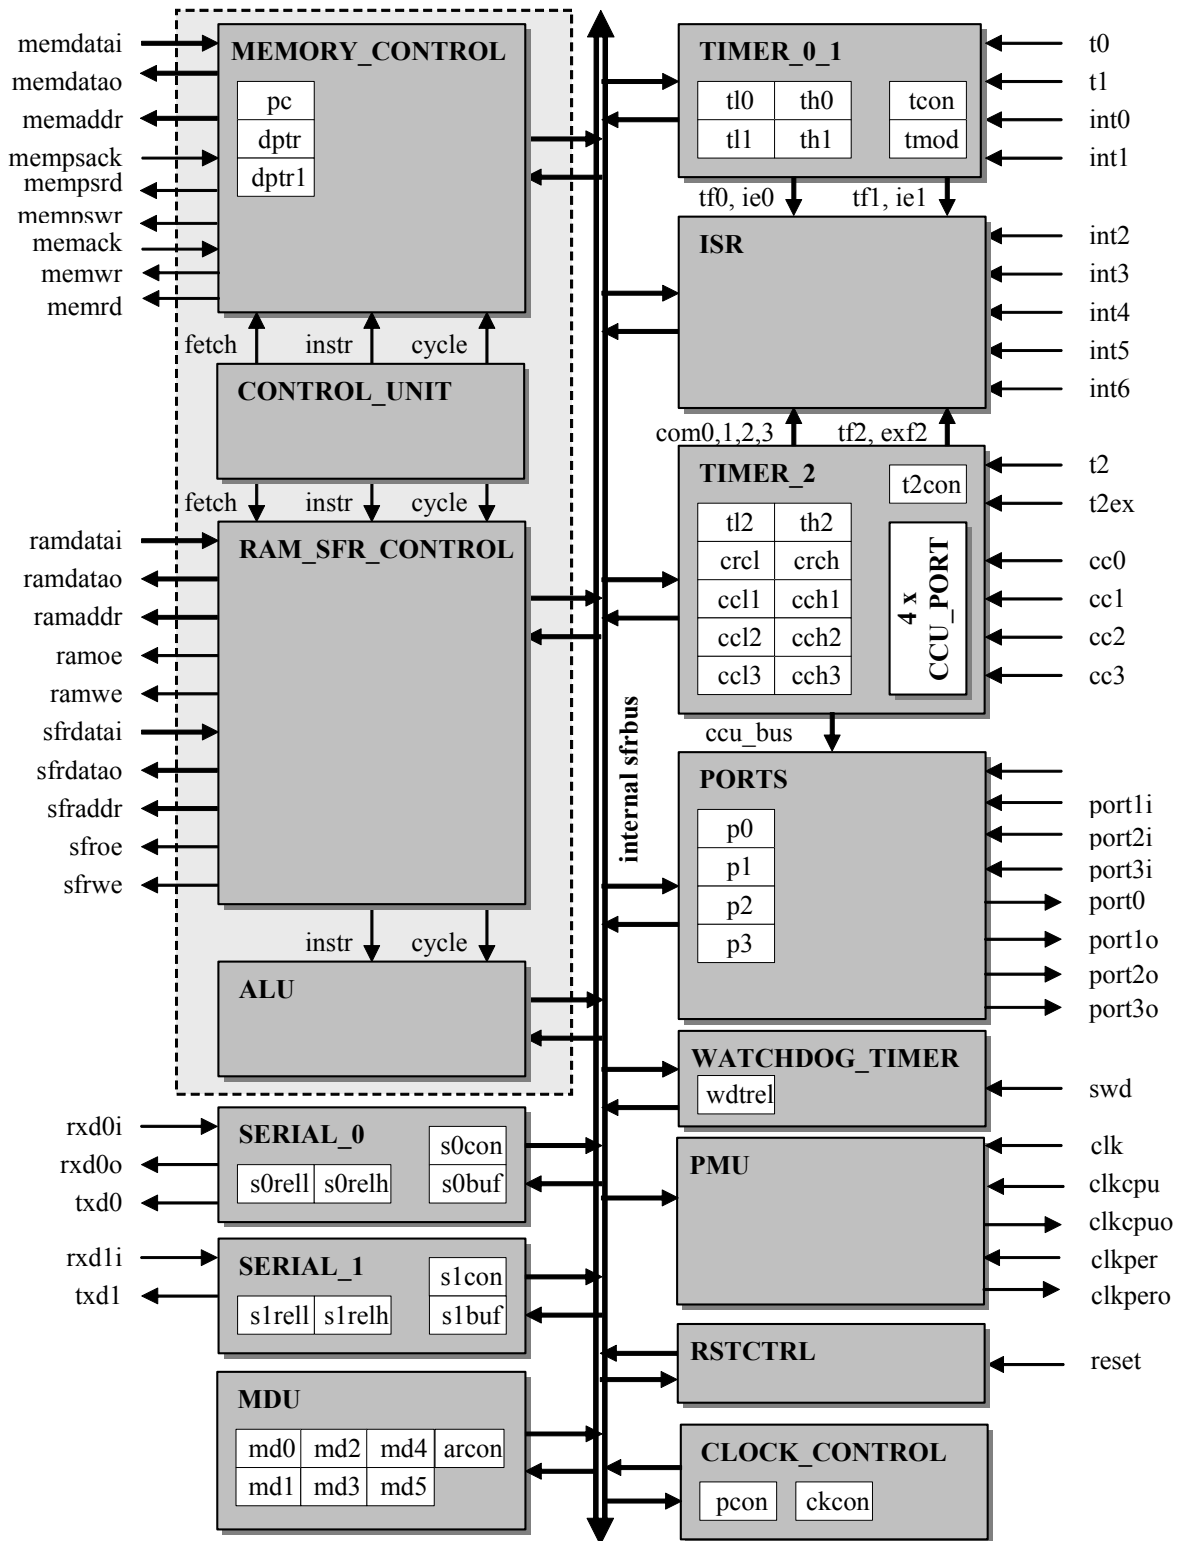 memdatai
memdatao
memaddr
mempsack
mempsrd
mempswr
memack
memwr
memrd
MEMORY_CONTROL
pc
dptr
dptr1
fetch instr cycle
CONTROL_UNIT
fetch instr cycle
ramdatai
ramdatao
ramaddr
ramoe
ramwe
sfrdatai
sfrdatao
sfraddr
sfroe
sfrwe
RAM_SFR_CONTROL
instr cycle
ALU
rxd0i
rxd0o
txd0
SERIAL_0
s0con
s0rell s0relh s0buf
rxd1i
txd1
SERIAL_1
s1con
s1rell s1relh s1buf
MDU
md0 md2 md4 arcon
md1 md3 md5
internal sfrbus
TIMER_0_1
tl0 th0 tcon
tl1 th1 tmod
t0
t1
int0
int1
tf0, ie0 tf1, ie1
ISR
int2
int3
int4
int5
int6
com0,1,2,3 tf2, exf2
TIMER_2
t2con
tl2 th2
crcl crch
ccl1 cch1
ccl2 cch2
ccl3 cch3
4 x
CCU_PORT
t2
t2ex
cc0
cc1
cc2
cc3
ccu_bus
PORTS
p0
p1
p2
p3
port1i
port2i
port3i
port0
port1o
port2o
port3o
WATCHDOG_TIMER
wdtrel
swd
PMU
clk
clkcpu
clkcpuo
clkper
clkpero
RSTCTRL
reset
CLOCK_CONTROL
pcon ckcon